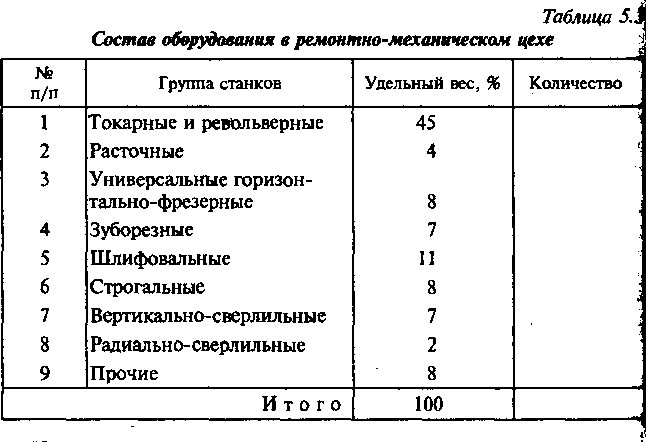 Таблица 5.3
Состав оборудования в ремонтно-механическом цехе
№ п/п Группа станков Удельный вес, % Количество
1 Токарные и револьверные 45
2 Расточные 4
3 Универсальные горизон-
тально-фрезерные 8
4 Зуборезные 7
5 Шлифовальные 11
6 Строгальные 8
7 Вертикально-сверлильные 7
8 Радиально-сверлильные 2
9 Прочие 8
Итого 100